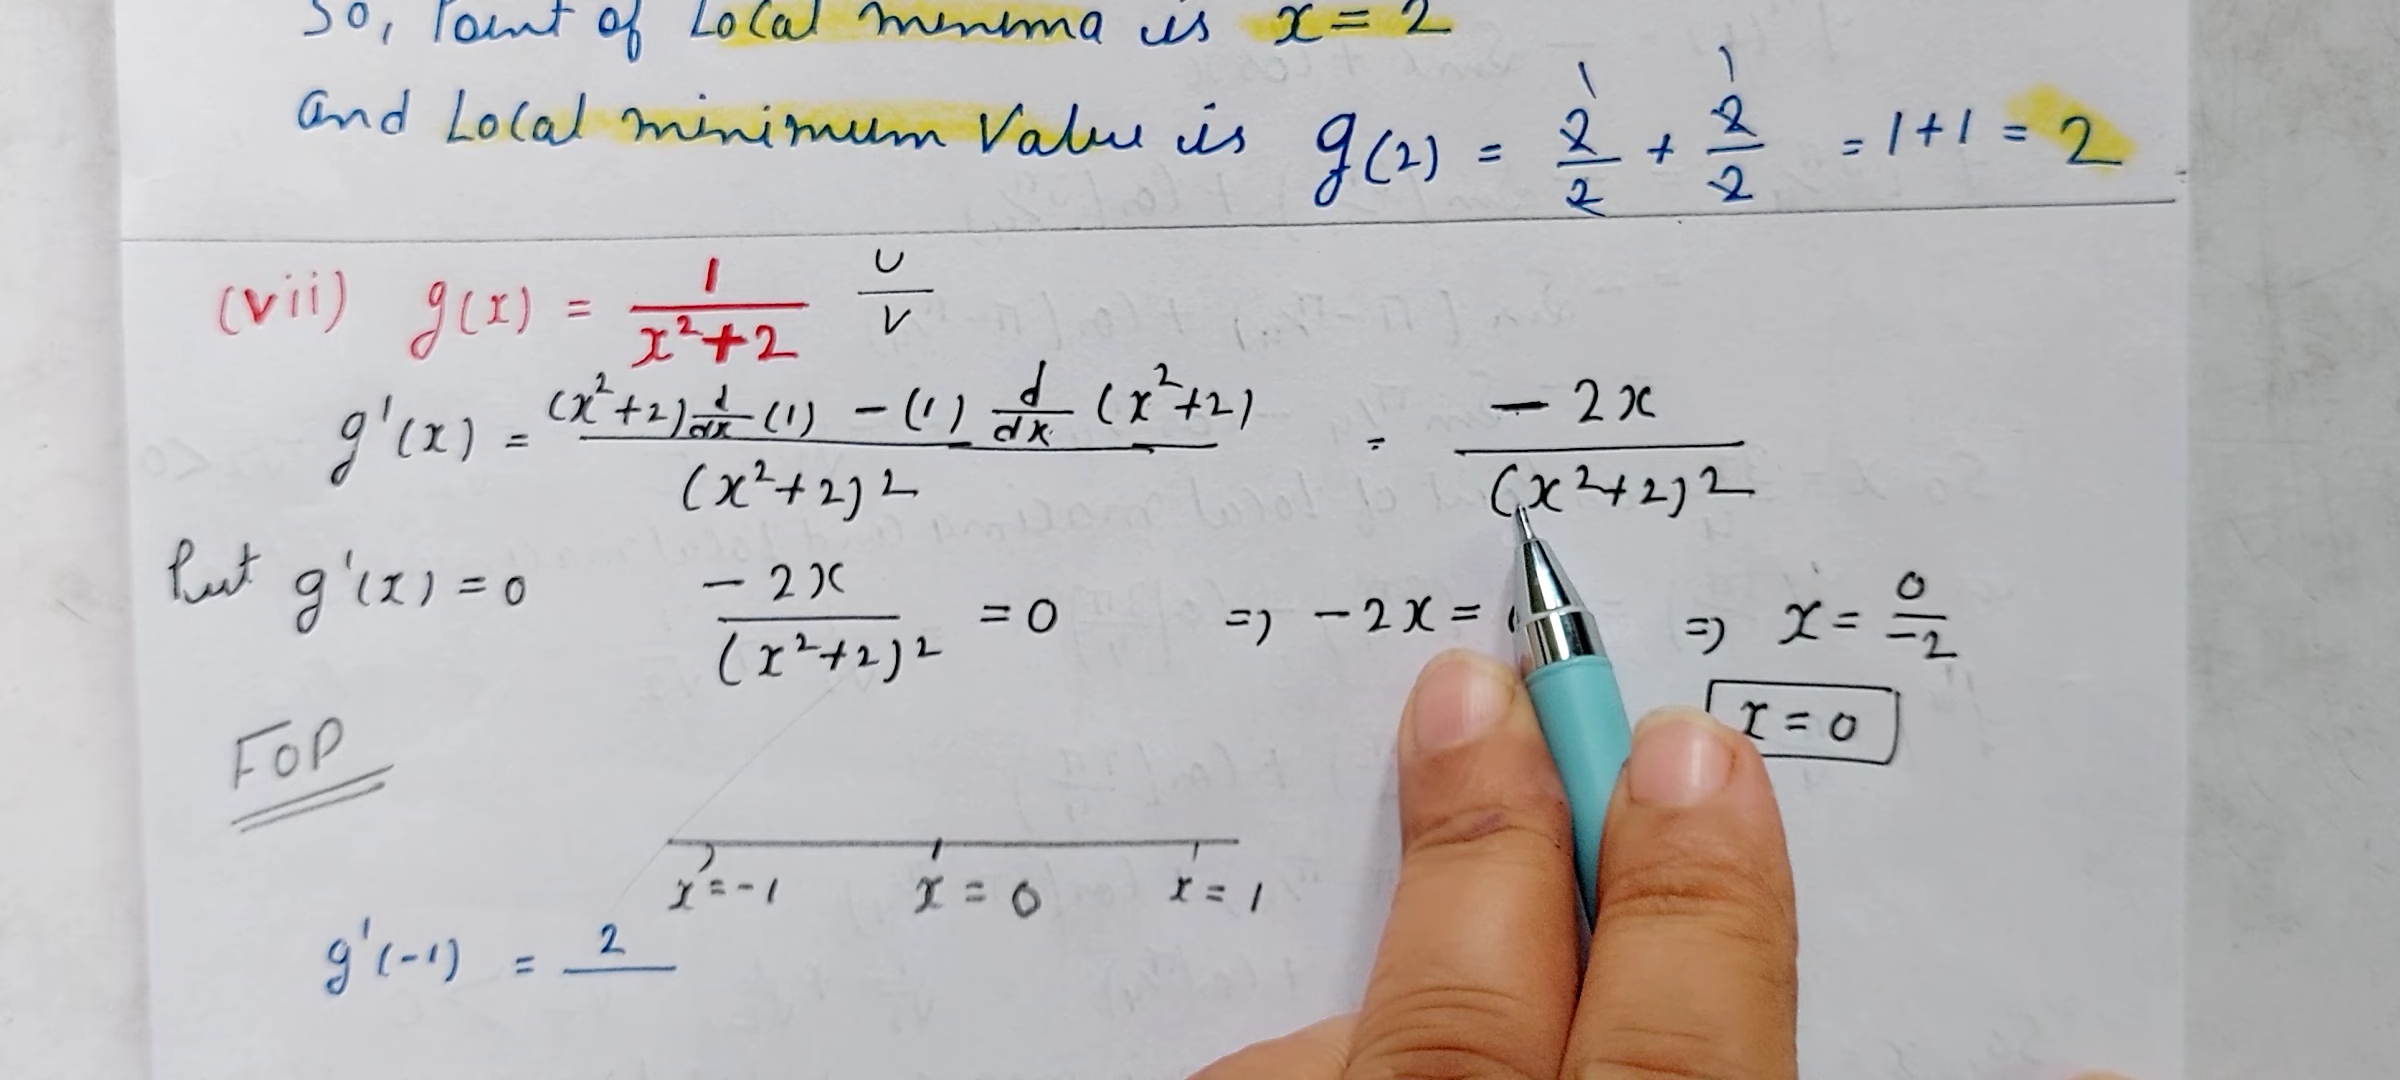 So, Point of Local minima is x = 2
and Local minimum Value is g(2) = 2/2 + 2/2 = 1+1 = 2
1 1
(vii) g(x) = 1/(x²+2) U/V
g'(x) = ((x²+2) d/dx (1) - (1) d/dx (x²+2))/(x²+2)² = -2x/(x²+2)²
Put g'(x) = 0 -2x/(x²+2)² = 0 => -2x = => x = 0/-2
x = 0
FOP
x = -1 x = 0 x = 1
g'(-1) = 2